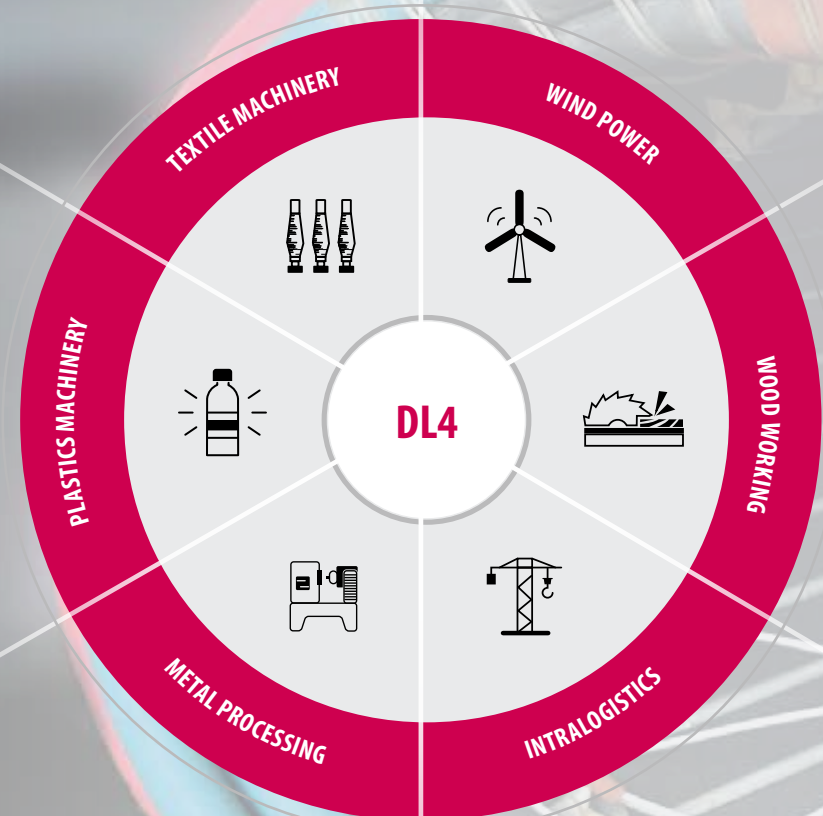 TEXTILE MACHINERY
WIND POWER
PLASTICS MACHINERY
DL4
WOOD WORKING
METAL PROCESSING
INTRALOGISTICS